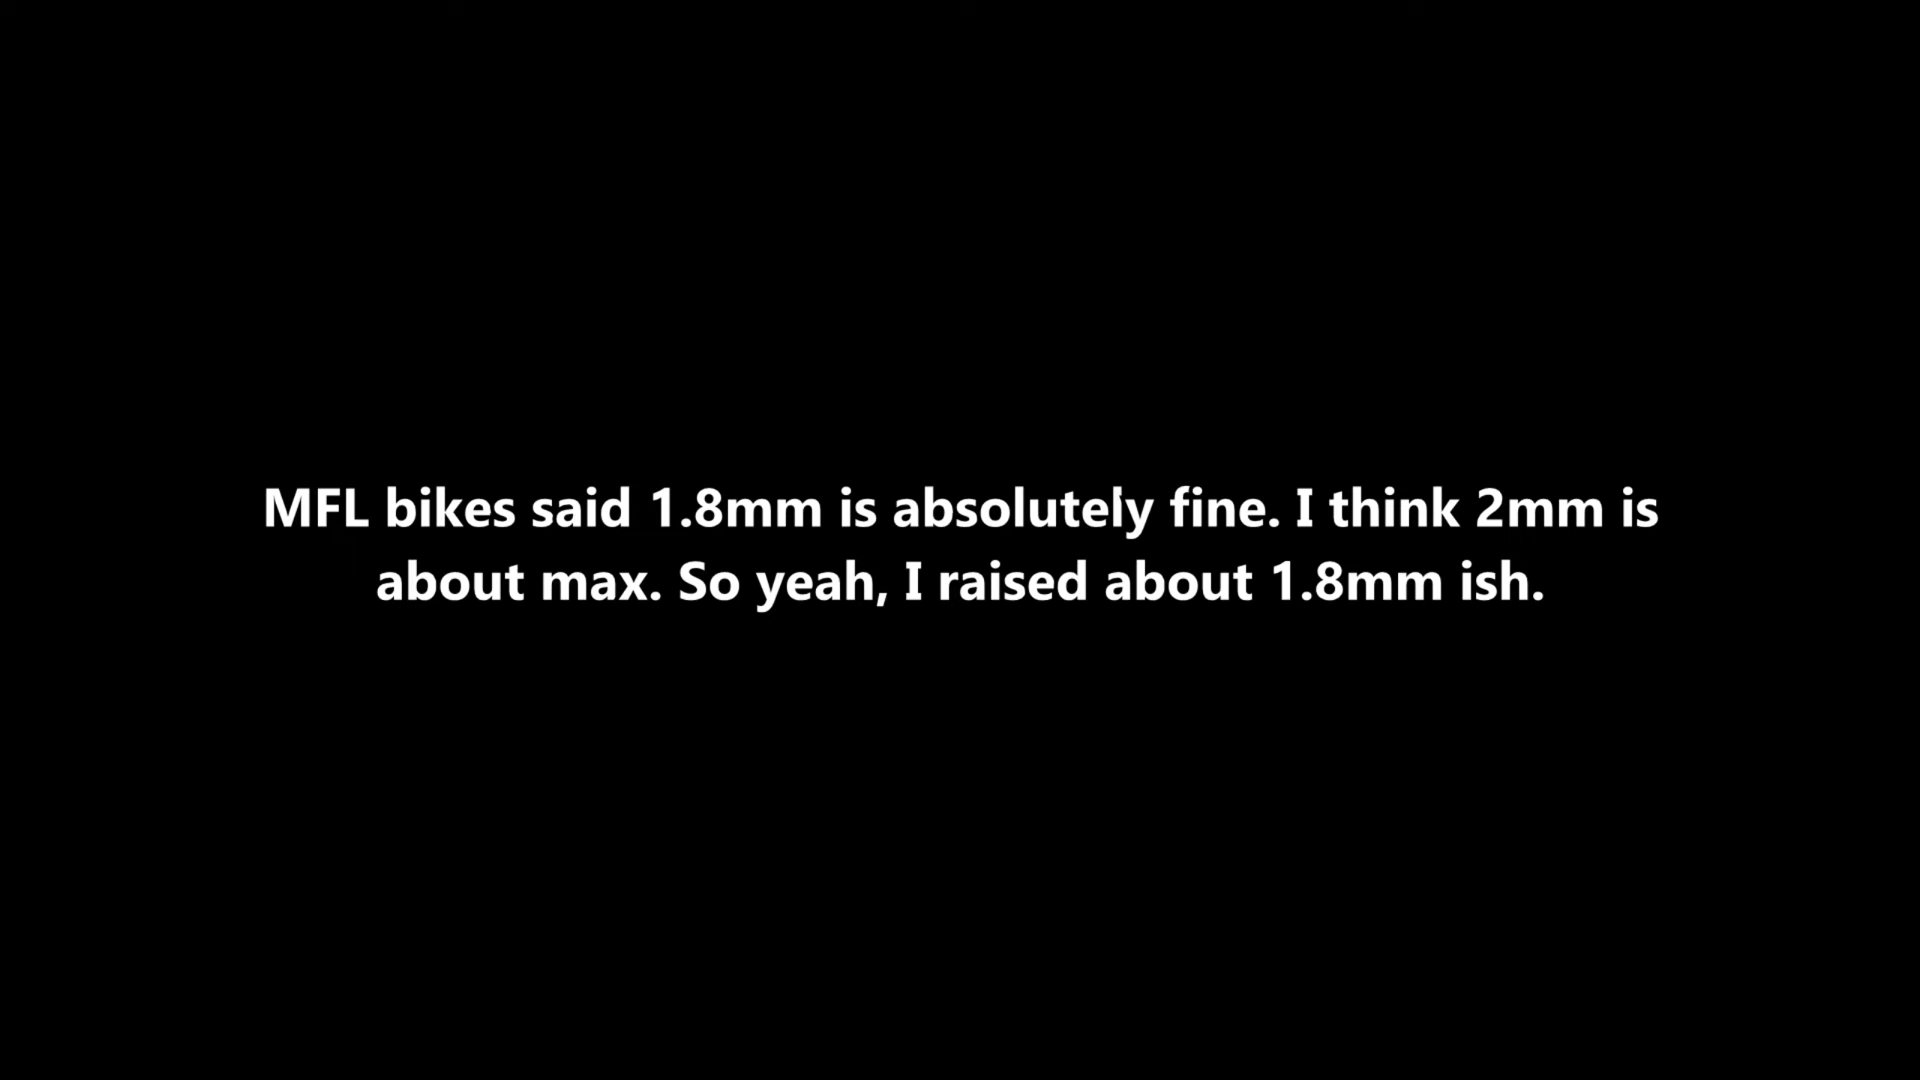 MFL bikes said 1.8mm is absolutely fine. I think 2mm is
about max. So yeah, I raised about 1.8mm ish.